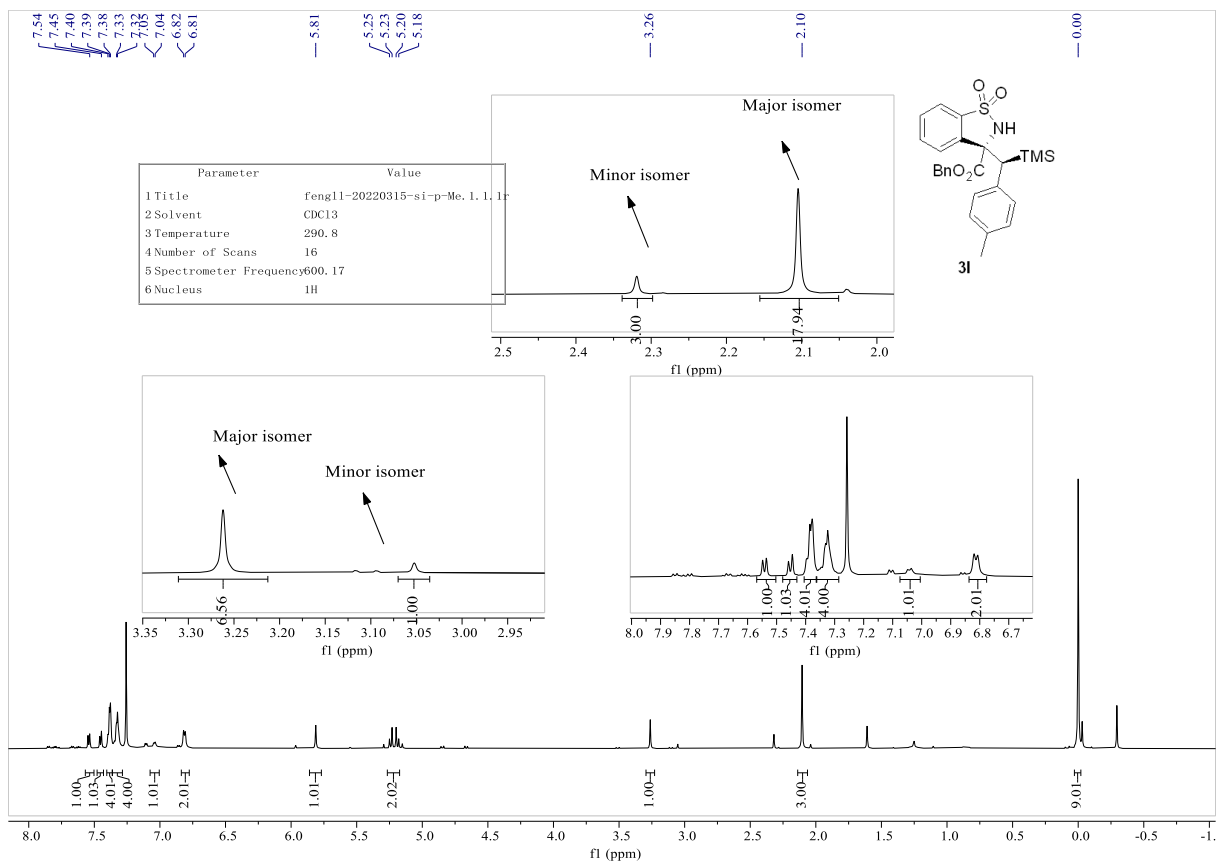 7.54
7.45
7.40
7.39
7.38
7.33
7.32
7.05
7.04
6.82
6.81
5.81
5.25
5.23
5.20
5.18
3.26
2.10
0.00
Parameter Value
1 Title fengll-20220315-si-p-Me.1.1.1r
2 Solvent CDCl3
3 Temperature 290.8
4 Number of Scans 16
5 Spectrometer Frequency 600.17
6 Nucleus 1H
Major isomer
Minor isomer
3.00
17.94
2.5 2.4 2.3 2.2 2.1 2.0
f1 (ppm)
O O
S
NH
TMS
BnO2C
3l
Major isomer
Minor isomer
6.56
1.00
3.35 3.30 3.25 3.20 3.15 3.10 3.05 3.00 2.95
f1 (ppm)
1.00
1.03
4.01
4.00
1.01
2.01
8.0 7.9 7.8 7.7 7.6 7.5 7.4 7.3 7.2 7.1 7.0 6.9 6.8 6.7
f1 (ppm)
1.00
1.03
4.01
4.00
1.01
2.01
1.01
2.02
1.00
3.00
9.01
8.0 7.5 7.0 6.5 6.0 5.5 5.0 4.5 4.0 3.5 3.0 2.5 2.0 1.5 1.0 0.5 0.0 -0.5 -1.
f1 (ppm)